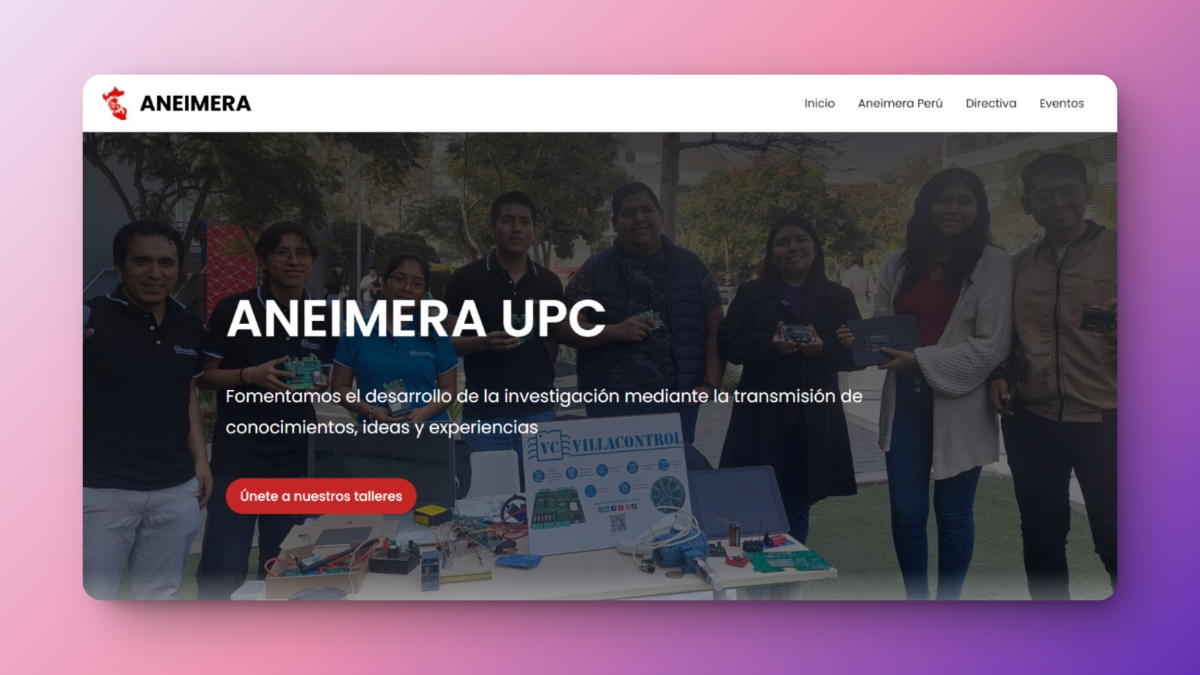 ANEIMERA
Inicio Aneimera Perú Directiva Eventos
ANEIMERA UPC
Fomentamos el desarrollo de la investigación mediante la transmisión de
conocimientos, ideas y experiencias
VC VILLACONTROL
Únete a nuestros talleres